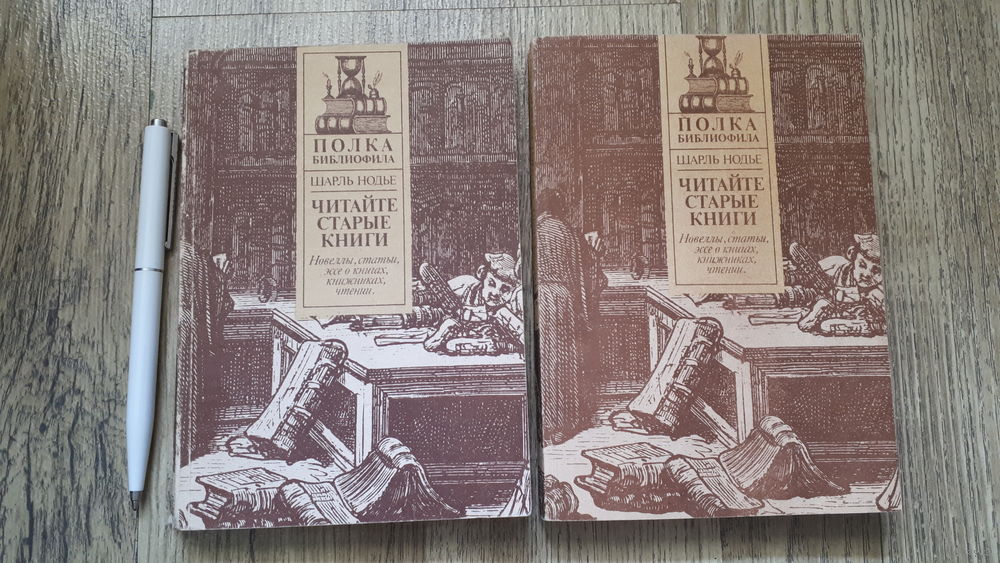 ПОЛКА
БИБЛИОФИЛА
ШАРЛЬ НОДЬЕ
ЧИТАЙТЕ
СТАРЫЕ
КНИГИ
Новеллы, статьи,
эссе о книгах,
книжниках,
чтении.
ПОЛКА
БИБЛИОФИЛА
ШАРЛЬ НОДЬЕ
ЧИТАЙТЕ
СТАРЫЕ
КНИГИ
Новеллы, статьи,
эссе о книгах,
книжниках,
чтении.